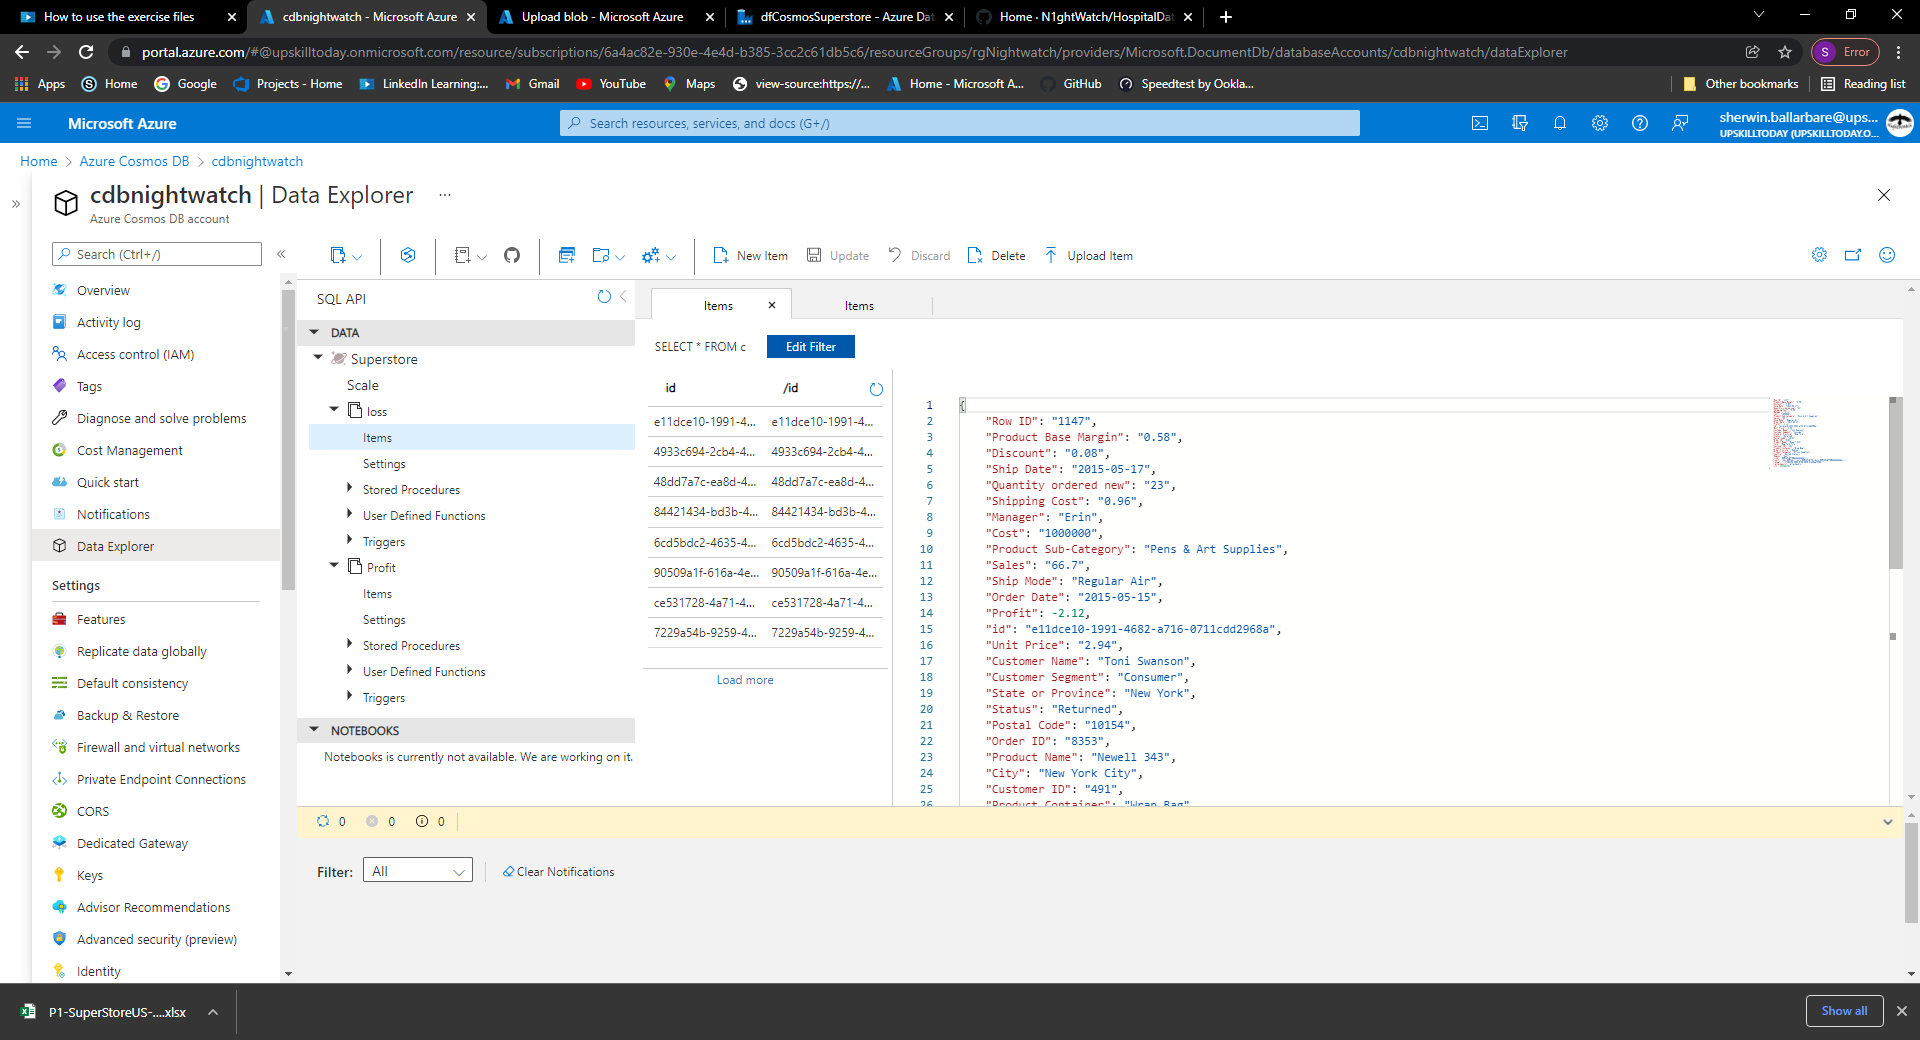 How to use the exercise files
cdbnightwatch - Microsoft Azure
Upload blob - Microsoft Azure
dfCosmosSuperstore - Azure Dat
Home · N1ghtWatch/HospitalDat
portal.azure.com/#@upskilltoday.onmicrosoft.com/resource/subscriptions/6a4ac82e-930e-4e4d-b385-3cc2c61db5c6/resourceGroups/rgNightwatch/providers/Microsoft.DocumentDb/databaseAccounts/cdbnightwatch/dataExplorer
S Error
Apps
Home
Google
Projects - Home
LinkedIn Learning:...
Gmail
YouTube
Maps
view-source:https://...
Home - Microsoft A...
GitHub
Speedtest by Ookla...
Other bookmarks
Reading list
Microsoft Azure
Search resources, services, and docs (G+/)
sherwin.ballarbare@ups...
UPSKILLTODAY (UPSKILLTODAY.O...
Home > Azure Cosmos DB > cdbnightwatch
cdbnightwatch | Data Explorer ...
Azure Cosmos DB account
Search (Ctrl+/)
Overview
Activity log
Access control (IAM)
Tags
Diagnose and solve problems
Cost Management
Quick start
Notifications
Data Explorer
Settings
Features
Replicate data globally
Default consistency
Backup & Restore
Firewall and virtual networks
Private Endpoint Connections
CORS
Dedicated Gateway
Keys
Advisor Recommendations
Advanced security (preview)
Identity
New Item
Update
Discard
Delete
Upload Item
SQL API
DATA
Superstore
Scale
loss
Items
Settings
Stored Procedures
User Defined Functions
Triggers
Profit
Items
Settings
Stored Procedures
User Defined Functions
Triggers
NOTEBOOKS
Notebooks is currently not available. We are working on it.
Items
Items
SELECT * FROM c
Edit Filter
id /id
e11dce10-1991-4... e11dce10-1991-4...
4933c694-2cb4-4... 4933c694-2cb4-4...
48dd7a7c-ea8d-4... 48dd7a7c-ea8d-4...
84421434-bd3b-4... 84421434-bd3b-4...
6cd5bdc2-4635-4... 6cd5bdc2-4635-4...
90509a1f-616a-4e... 90509a1f-616a-4e...
ce531728-4a71-4... ce531728-4a71-4...
7229a54b-9259-4... 7229a54b-9259-4...
Load more
1 {
2 "Row ID": "1147",
3 "Product Base Margin": "0.58",
4 "Discount": "0.08",
5 "Ship Date": "2015-05-17",
6 "Quantity ordered new": "23",
7 "Shipping Cost": "0.96",
8 "Manager": "Erin",
9 "Cost": "1000000",
10 "Product Sub-Category": "Pens & Art Supplies",
11 "Sales": "66.7",
12 "Ship Mode": "Regular Air",
13 "Order Date": "2015-05-15",
14 "Profit": -2.12,
15 "id": "e11dce10-1991-4682-a716-0711cdd2968a",
16 "Unit Price": "2.94",
17 "Customer Name": "Toni Swanson",
18 "Customer Segment": "Consumer",
19 "State or Province": "New York",
20 "Status": "Returned",
21 "Postal Code": "10154",
22 "Order ID": "8353",
23 "Product Name": "Newell 343",
24 "City": "New York City",
25 "Customer ID": "491",
26 "Product Container": "Wrap Bag"
0 0 0
Filter: All
Clear Notifications
P1-SuperStoreUS-....xlsx
Show all